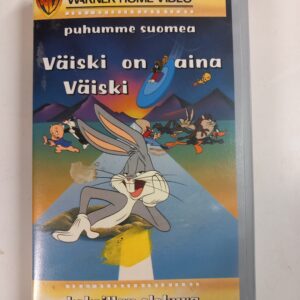 WARNER HOME VIDEO
puhumme suomea
Väiski on aina
Väiski